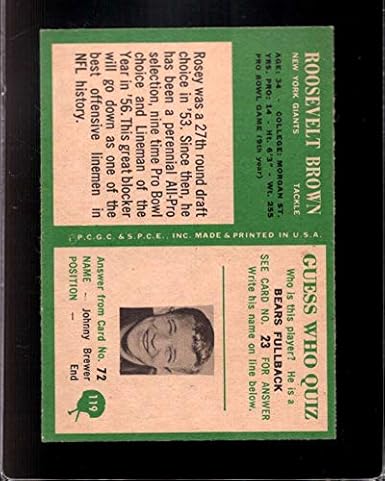 ROOSEVELT BROWN
NEW YORK GIANTS TACKLE
AGE: 34 - COLLEGE: MORGAN ST.
YRS. PRO: 14 - Ht. 6'3" - Wt. 255
PRO BOWL GAME (9th year)
Rosey was a 27th round draft
choice in '53. Since then, he
has been a perennial All-Pro
selection, nine time Pro Bowl
choice and Lineman of the
Year in '56. This great blocker
will go down as one of the
best offensive linemen in
NFL history.
P.C.G.C. & S.P.C.E., INC. MADE & PRINTED IN U.S.A.
GUESS WHO QUIZ
Who is this player? He is a
BEARS FULLBACK
SEE CARD NO. 23 FOR ANSWER
Write his name on line below.
Answer from Card No. 72
NAME - Johnny Brewer
POSITION - End
119